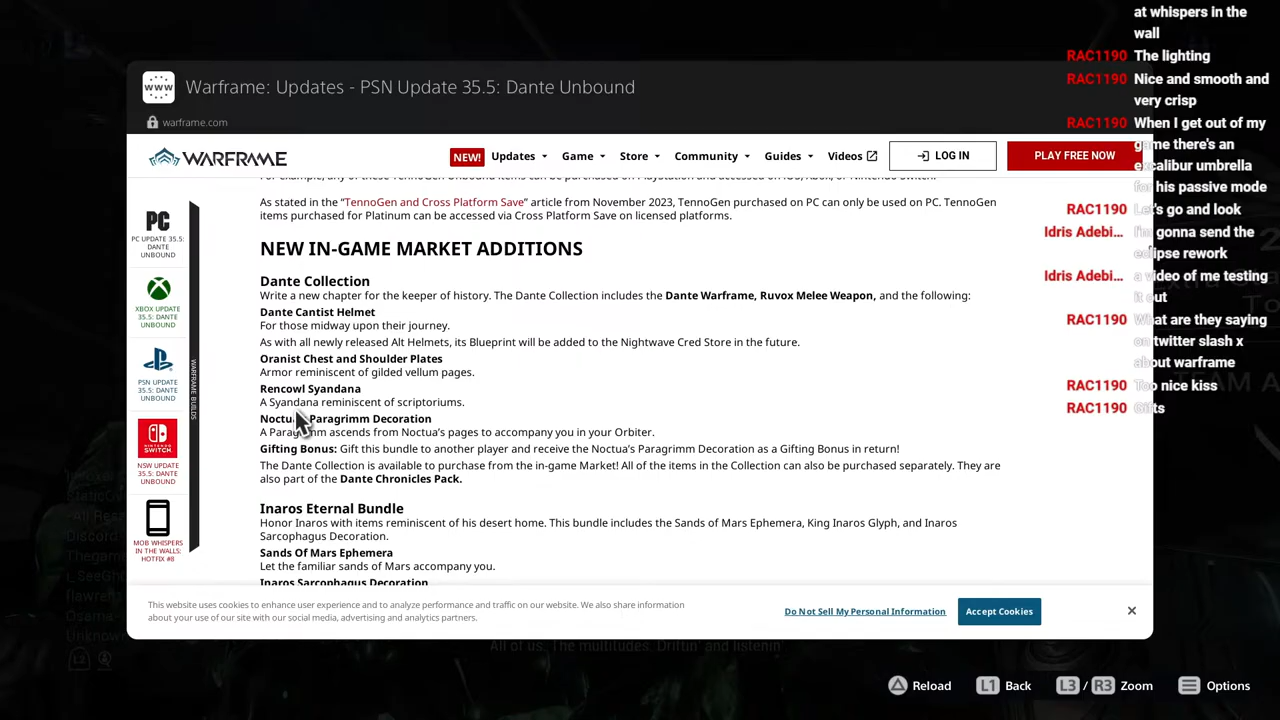 Warframe: Updates - PSN Update 35.5: Dante Unbound
warframe.com
WARFRAME
NEW! Updates Game Store Community Guides Videos LOG IN PLAY FREE NOW
As stated in the “TennoGen and Cross Platform Save” article from November 2023, TennoGen purchased on PC can only be used on PC. TennoGen
items purchased for Platinum can be accessed via Cross Platform Save on licensed platforms.
NEW IN-GAME MARKET ADDITIONS
Dante Collection
Write a new chapter for the keeper of history. The Dante Collection includes the Dante Warframe, Ruvox Melee Weapon, and the following:
Dante Cantist Helmet
For those midway upon their journey.
As with all newly released Alt Helmets, its Blueprint will be added to the Nightwave Cred Store in the future.
Oranist Chest and Shoulder Plates
Armor reminiscent of gilded vellum pages.
Rencowl Syandana
A Syandana reminiscent of scriptoriums.
Noctua Paragrimm Decoration
A Paragrimm ascends from Noctua’s pages to accompany you in your Orbiter.
Gifting Bonus: Gift this bundle to another player and receive the Noctua’s Paragrimm Decoration as a Gifting Bonus in return!
The Dante Collection is available to purchase from the in-game Market! All of the items in the Collection can also be purchased separately. They are
also part of the Dante Chronicles Pack.
Inaros Eternal Bundle
Honor Inaros with items reminiscent of his desert home. This bundle includes the Sands of Mars Ephemera, King Inaros Glyph, and Inaros
Sarcophagus Decoration.
Sands Of Mars Ephemera
Let the familiar sands of Mars accompany you.
Inaros Sarcophagus Decoration
PC
PC UPDATE 35.5:
DANTE
UNBOUND
XBOX UPDATE
35.5: DANTE
UNBOUND
PSN UPDATE
35.5: DANTE
UNBOUND
NINTENDO
SWITCH
NSW UPDATE
35.5: DANTE
UNBOUND
MOB WHISPERS
IN THE WALLS:
HOTFIX #8
WARFRAME BUILDS
This website uses cookies to enhance user experience and to analyze performance and traffic on our website. We also share information
about your use of our site with our social media, advertising and analytics partners.
Do Not Sell My Personal Information
Accept Cookies
at whispers in the
wall
RAC1190 The lighting
RAC1190 Nice and smooth and
very crisp
RAC1190 When I get out of my
game there's an
excalibur umbrella
for his passive mode
RAC1190 Let's go and look
Idris Adebi... I'm gonna send the
eclipse rework
Idris Adebi... a video of me testing
it out
RAC1190 What are they saying
on twitter slash x
about warframe
RAC1190 Too nice kiss
RAC1190 Gifts
All of us. The multitudes. Driftin' and listenin'
Reload L1 Back L3 / R3 Zoom Options